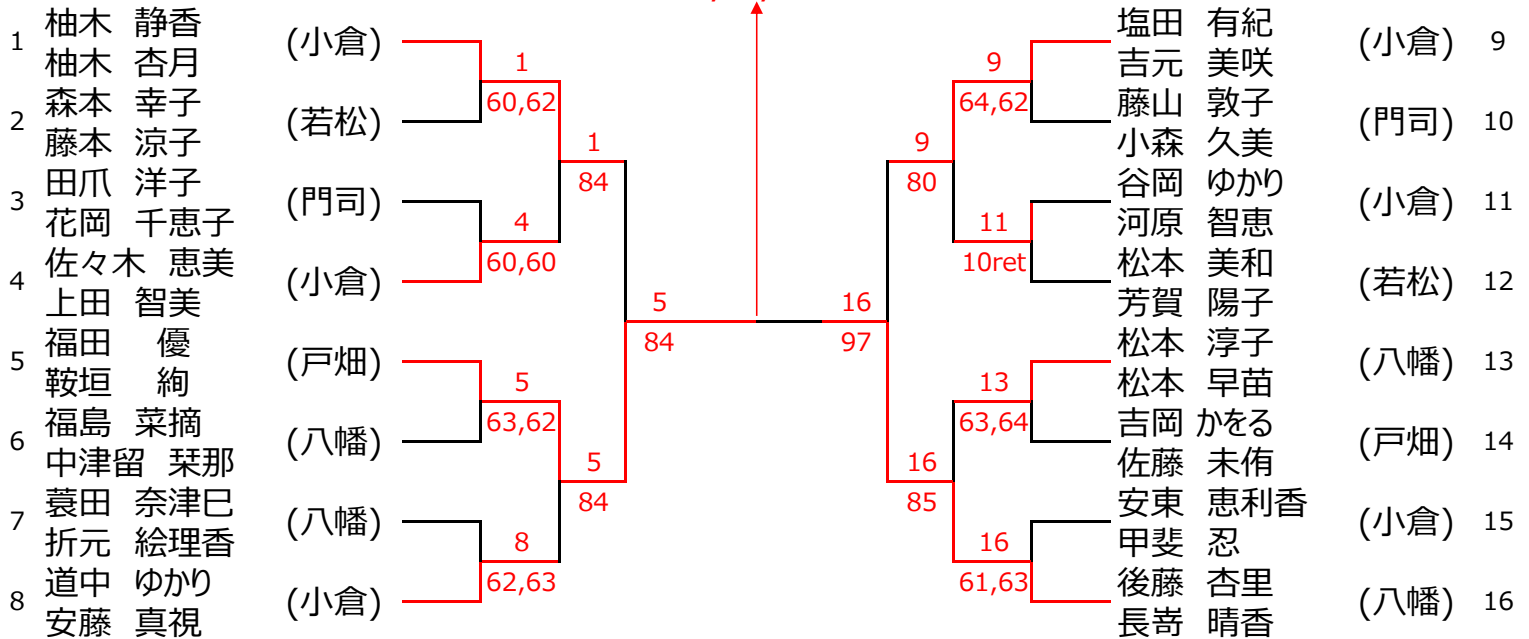 1 柚木 静香 (小倉)
柚木 杏月
2 森本 幸子 (若松)
藤本 涼子
3 田爪 洋子 (門司)
花岡 千恵子
4 佐々木 恵美 (小倉)
上田 智美
5 福田 優 (戸畑)
鞍垣 絢
6 福島 菜摘 (八幡)
中津留 栞那
7 蓑田 奈津巳 (八幡)
折元 絵理香
8 道中 ゆかり (小倉)
安藤 真視
1
60,62
4
60,60
5
63,62
8
62,63
1
84
5
84
5
84
16
97
9
80
16
85
9
64,62
11
10ret
13
63,64
16
61,63
塩田 有紀 (小倉) 9
吉元 美咲
藤山 敦子 (門司) 10
小森 久美
谷岡 ゆかり (小倉) 11
河原 智恵
松本 美和 (若松) 12
芳賀 陽子
松本 淳子 (八幡) 13
松本 早苗
吉岡 かをる (戸畑) 14
佐藤 未侑
安東 恵利香 (小倉) 15
甲斐 忍
後藤 杏里 (八幡) 16
長嵜 晴香